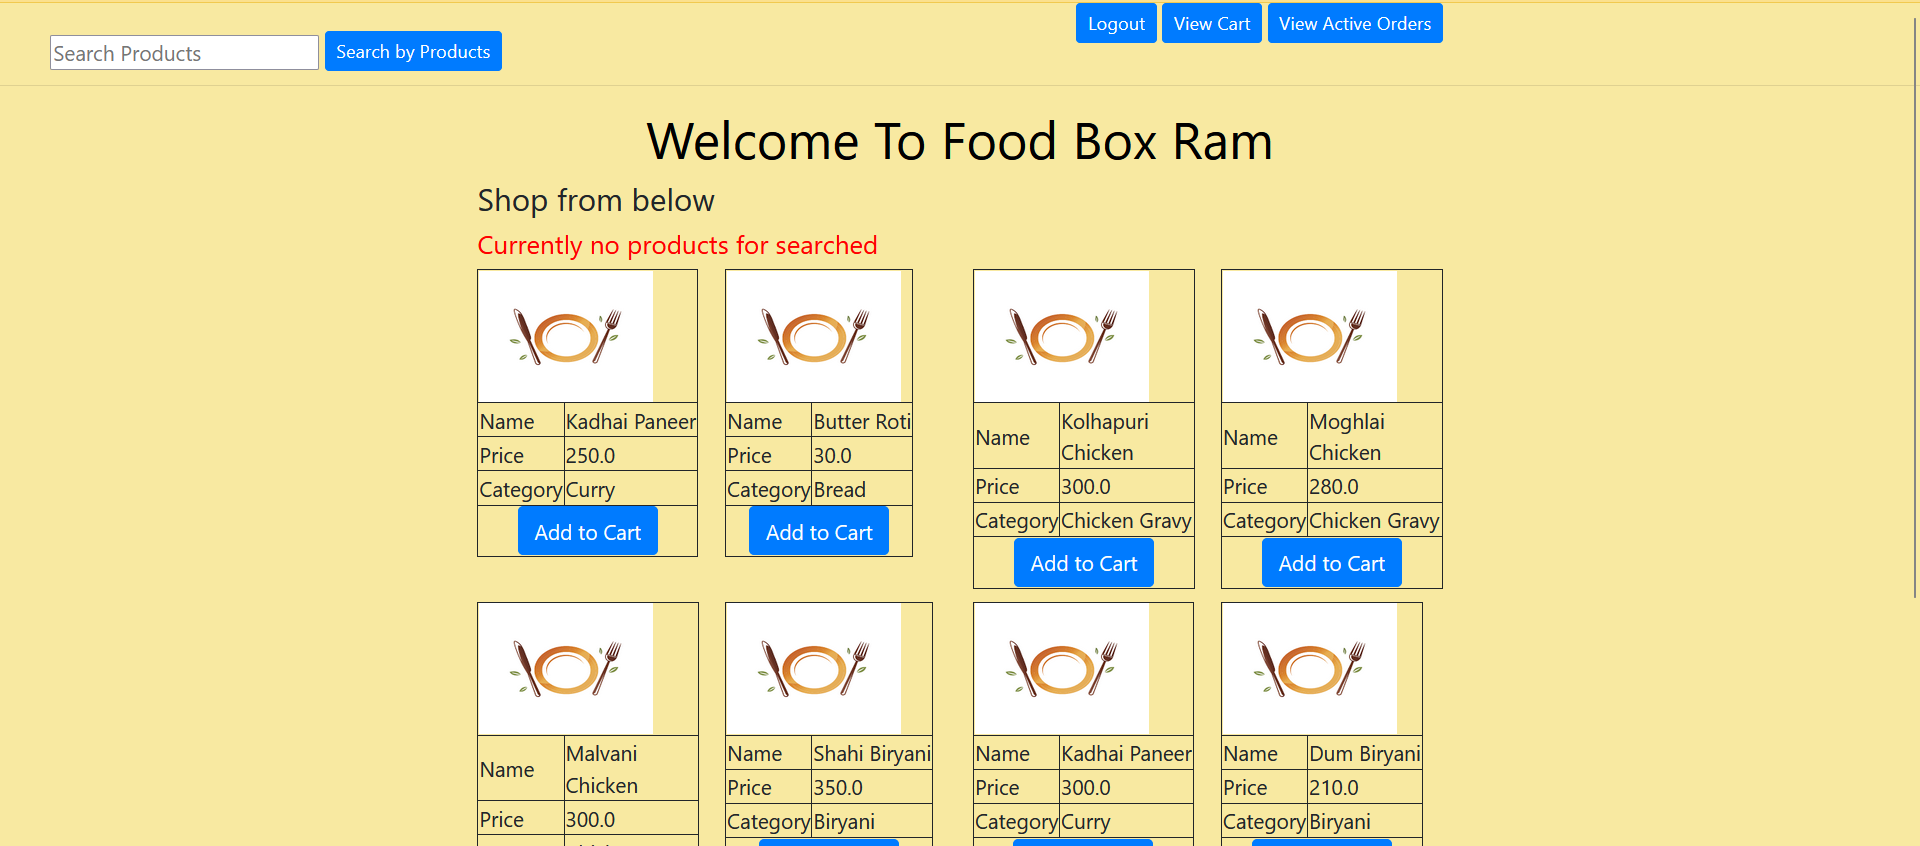 Logout View Cart View Active Orders
Search Products Search by Products
Welcome To Food Box Ram
Shop from below
Currently no products for searched
Name Kadhai Paneer
Price 250.0
Category Curry
Add to Cart
Name Butter Roti
Price 30.0
Category Bread
Add to Cart
Name Kolhapuri
Chicken
Price 300.0
Category Chicken Gravy
Add to Cart
Name Moghlai
Chicken
Price 280.0
Category Chicken Gravy
Add to Cart
Name Malvani
Chicken
Price 300.0
Name Shahi Biryani
Price 350.0
Category Biryani
Name Kadhai Paneer
Price 300.0
Category Curry
Name Dum Biryani
Price 210.0
Category Biryani